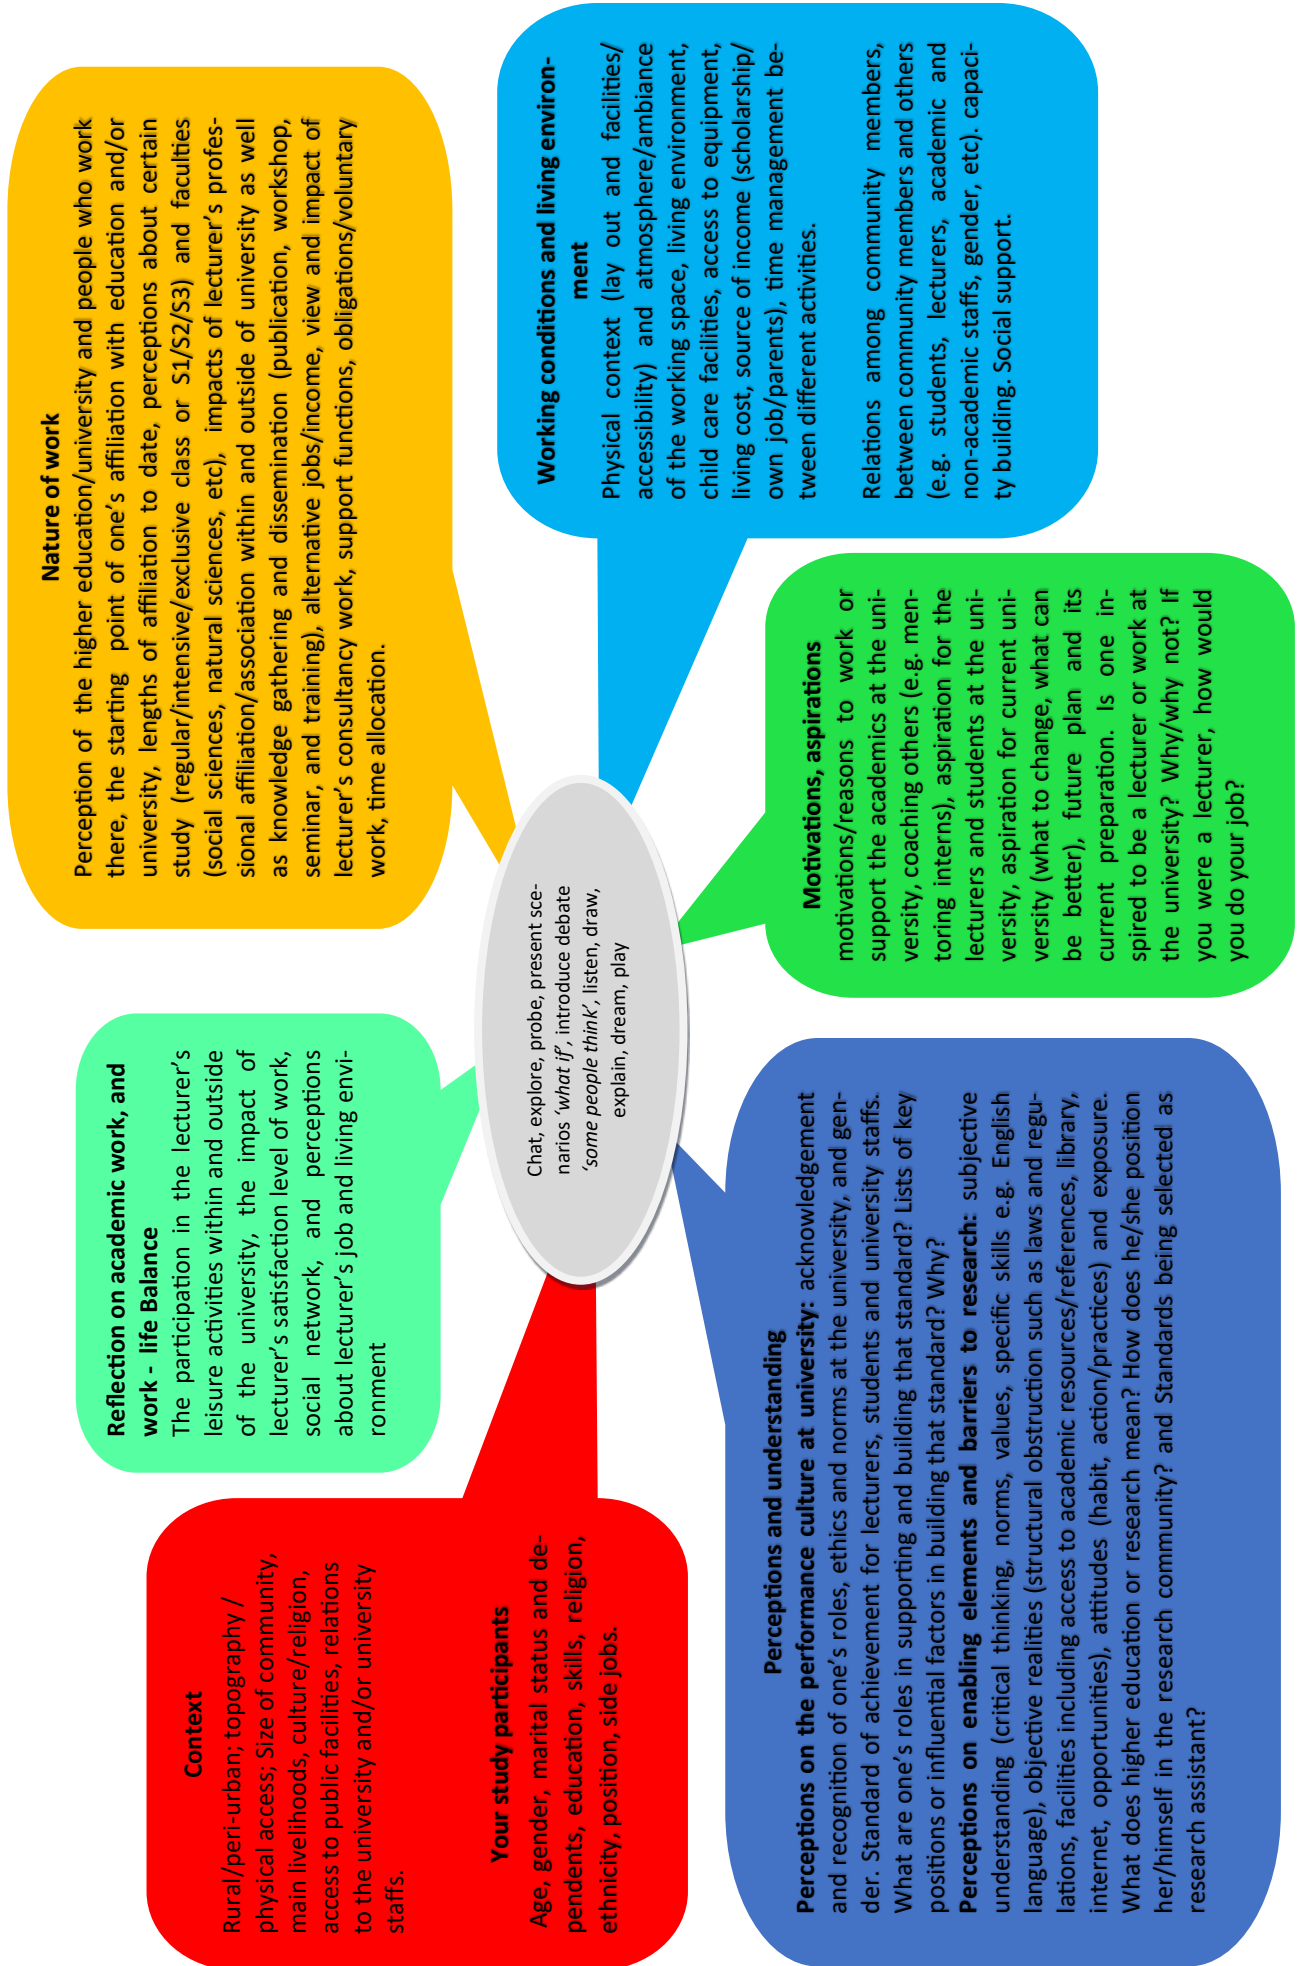 Context
Rural/peri-urban; topography /
physical access; Size of community,
main livelihoods, culture/religion,
access to public facilities, relations
to the university and/or university
staffs.
Your study participants
Age, gender, marital status and de-
pendents, education, skills, religion,
ethnicity, position, side jobs.
Reflection on academic work, and
work - life Balance
The participation in the lecturer's
leisure activities within and outside
of the university, the impact of
lecturer's satisfaction level of work,
social network, and perceptions
about lecturer's job and living envi-
ronment
Nature of work
Perception of the higher education/university and people who work
there, the starting point of one's affiliation with education and/or
university, lengths of affiliation to date, perceptions about certain
study (regular/intensive/exclusive class or S1/S2/S3) and faculties
(social sciences, natural sciences, etc), impacts of lecturer's profes-
sional affiliation/association within and outside of university as well
as knowledge gathering and dissemination (publication, workshop,
seminar, and training), alternative jobs/income, view and impact of
lecturer's consultancy work, support functions, obligations/voluntary
work, time allocation.
Chat, explore, probe, present sce-
narios 'what if', introduce debate
'some people think', listen, draw,
explain, dream, play
Perceptions and understanding
Perceptions on the performance culture at university: acknowledgement
and recognition of one's roles, ethics and norms at the university, and gen-
der. Standard of achievement for lecturers, students and university staffs.
What are one's roles in supporting and building that standard? Lists of key
positions or influential factors in building that standard? Why?
Perceptions on enabling elements and barriers to research: subjective
understanding (critical thinking, norms, values, specific skills e.g. English
language), objective realities (structural obstruction such as laws and regu-
lations, facilities including access to academic resources/references, library,
internet, opportunities), attitudes (habit, action/practices) and exposure.
What does higher education or research mean? How does he/she position
her/himself in the research community? and Standards being selected as
research assistant?
Motivations, aspirations
motivations/reasons to work or
support the academics at the uni-
versity, coaching others (e.g. men-
toring interns), aspiration for the
lecturers and students at the uni-
versity, aspiration for current uni-
versity (what to change, what can
be better), future plan and its
current preparation. Is one in-
spired to be a lecturer or work at
the university? Why/why not? If
you were a lecturer, how would
you do your job?
Working conditions and living environ-
ment
Physical context (lay out and facilities/
accessibility) and atmosphere/ambiance
of the working space, living environment,
child care facilities, access to equipment,
living cost, source of income (scholarship/
own job/parents), time management be-
tween different activities.
Relations among community members,
between community members and others
(e.g. students, lecturers, academic and
non-academic staffs, gender, etc). capaci-
ty building. Social support.